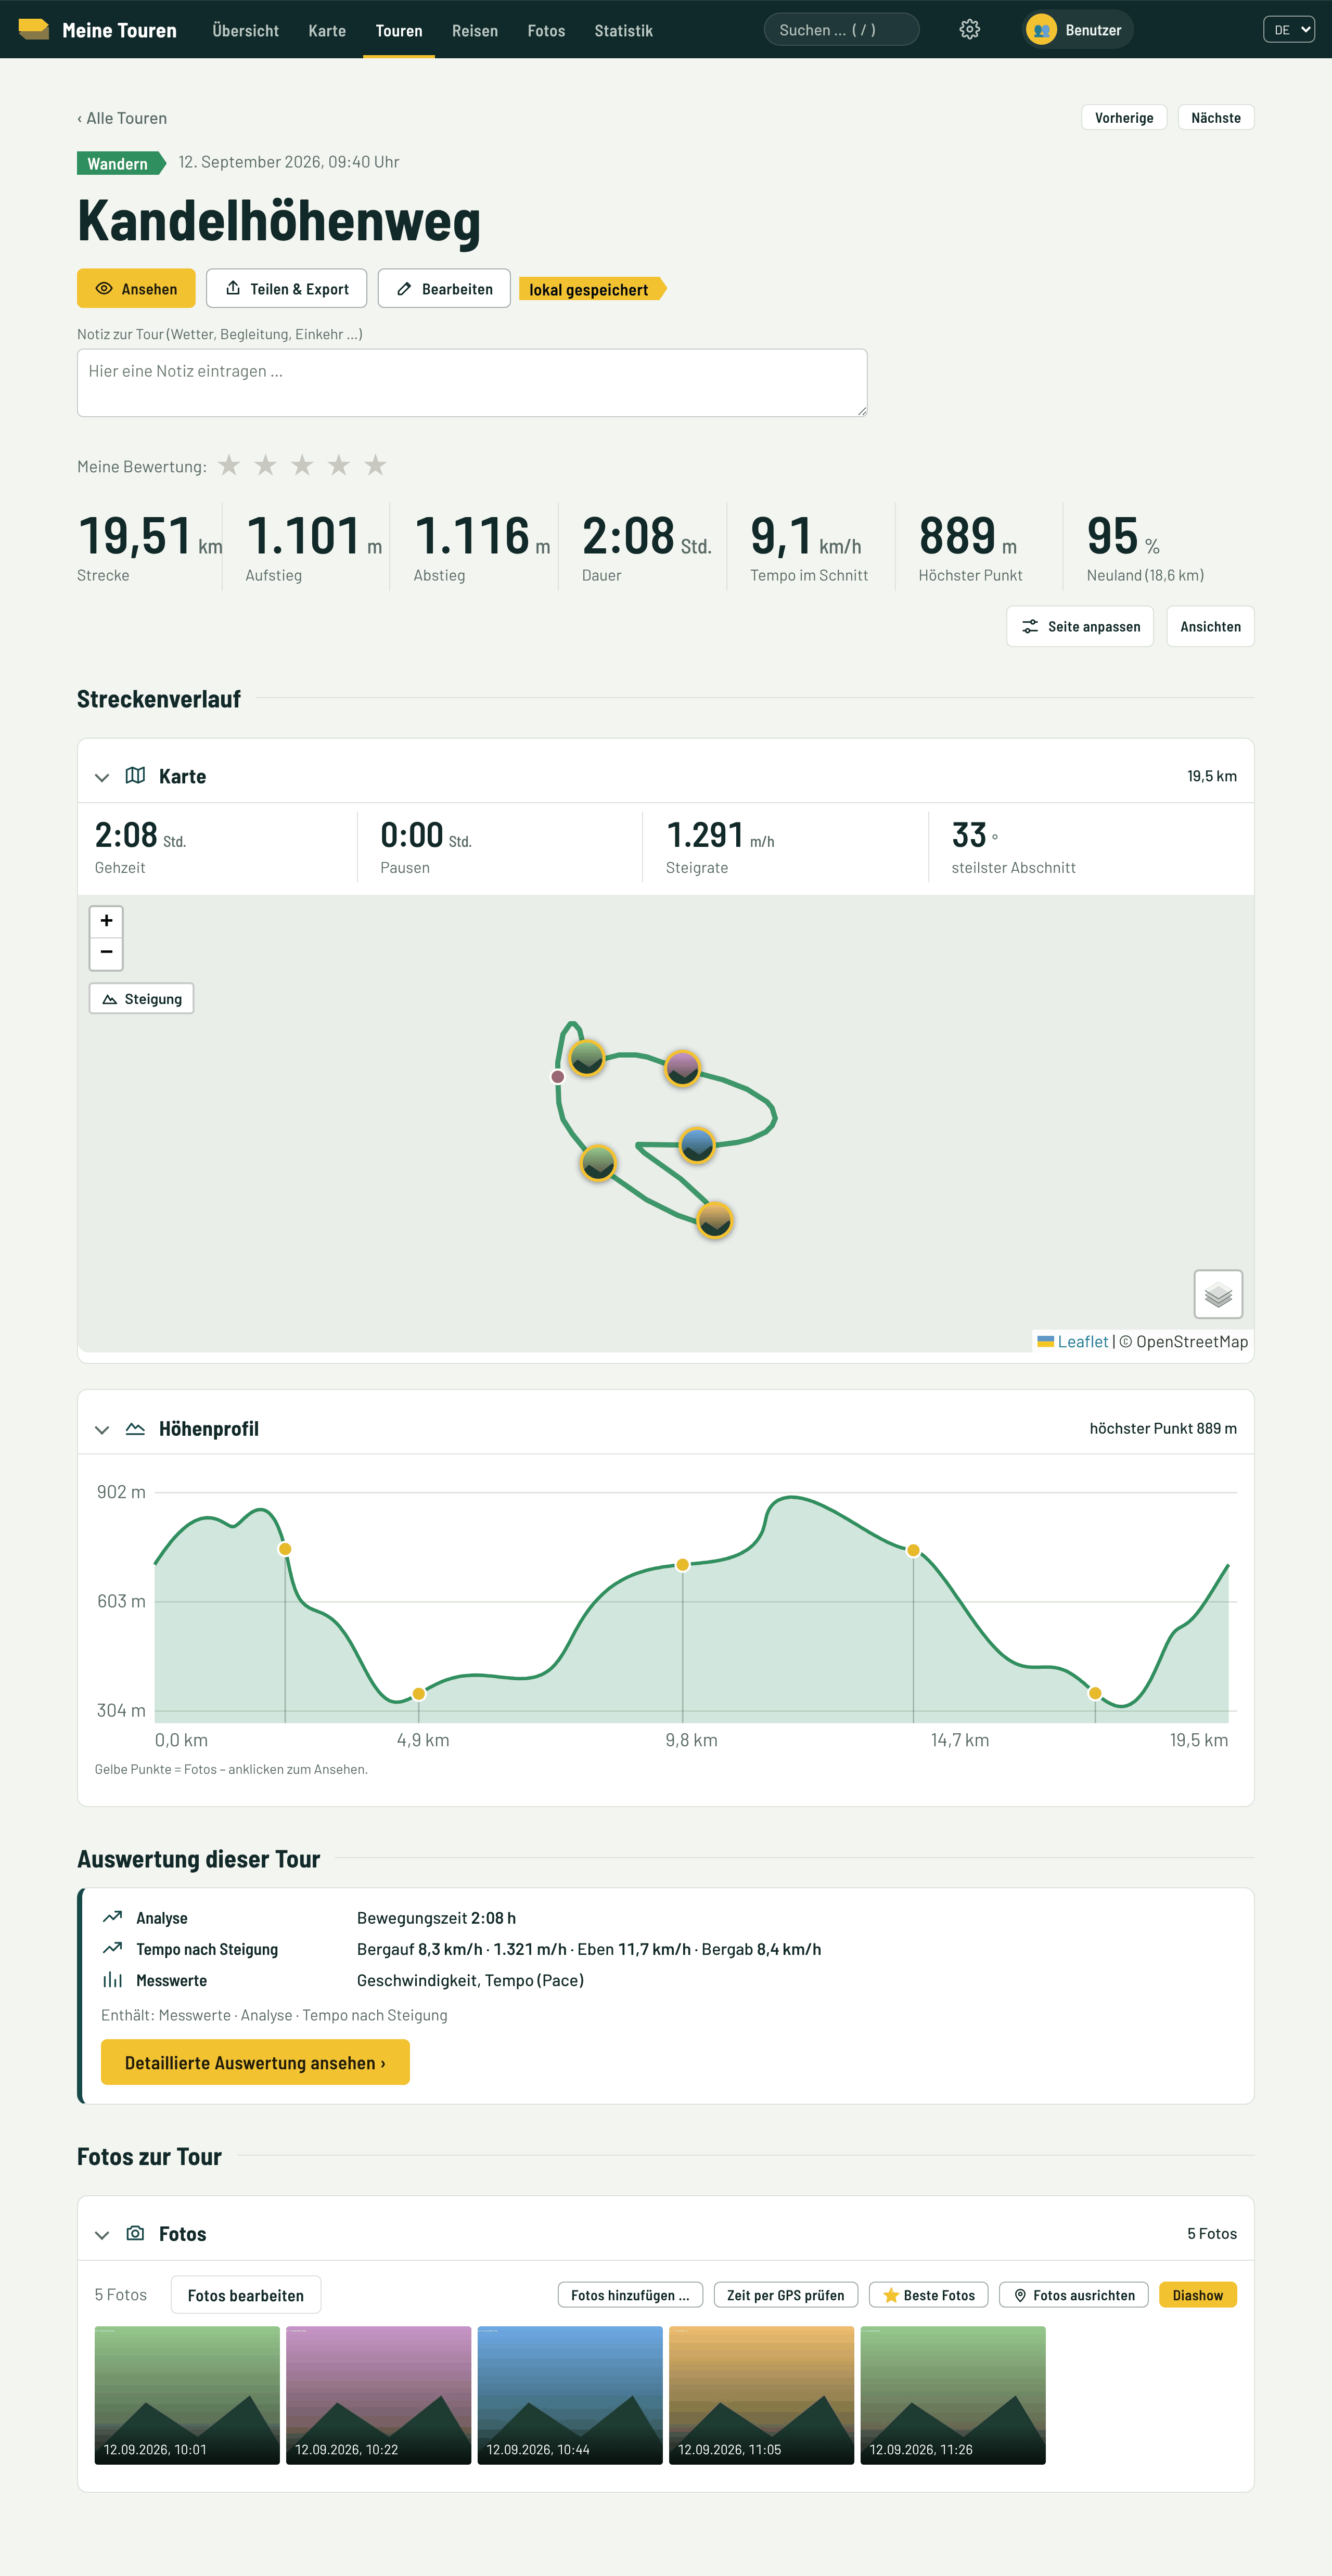 Meine Touren Übersicht Karte Touren Reisen Fotos Statistik Suchen ... ( / ) Benutzer DE
‹ Alle Touren Vorherige Nächste
Wandern 12. September 2026, 09:40 Uhr
Kandelhöhenweg
Ansehen Teilen & Export Bearbeiten lokal gespeichert
Notiz zur Tour (Wetter, Begleitung, Einkehr ...)
Hier eine Notiz eintragen ...
Meine Bewertung: ★ ★ ★ ★ ★
19,51 km 1.101 m 1.116 m 2:08 Std. 9,1 km/h 889 m 95 %
Strecke Aufstieg Abstieg Dauer Tempo im Schnitt Höchster Punkt Neuland (18,6 km)
Seite anpassen Ansichten
Streckenverlauf
Karte 19,5 km
2:08 Std. 0:00 Std. 1.291 m/h 33 °
Gehzeit Pausen Steigrate steilster Abschnitt
+
−
Steigung
Leaflet | © OpenStreetMap
Höhenprofil höchster Punkt 889 m
902 m
603 m
304 m
0,0 km 4,9 km 9,8 km 14,7 km 19,5 km
Gelbe Punkte = Fotos – anklicken zum Ansehen.
Auswertung dieser Tour
Analyse Bewegungszeit 2:08 h
Tempo nach Steigung Bergauf 8,3 km/h · 1.321 m/h · Eben 11,7 km/h · Bergab 8,4 km/h
Messwerte Geschwindigkeit, Tempo (Pace)
Enthält: Messwerte · Analyse · Tempo nach Steigung
Detaillierte Auswertung ansehen ›
Fotos zur Tour
Fotos 5 Fotos
5 Fotos Fotos bearbeiten Fotos hinzufügen ... Zeit per GPS prüfen ⭐ Beste Fotos Fotos ausrichten Diashow
12.09.2026, 10:01 12.09.2026, 10:22 12.09.2026, 10:44 12.09.2026, 11:05 12.09.2026, 11:26